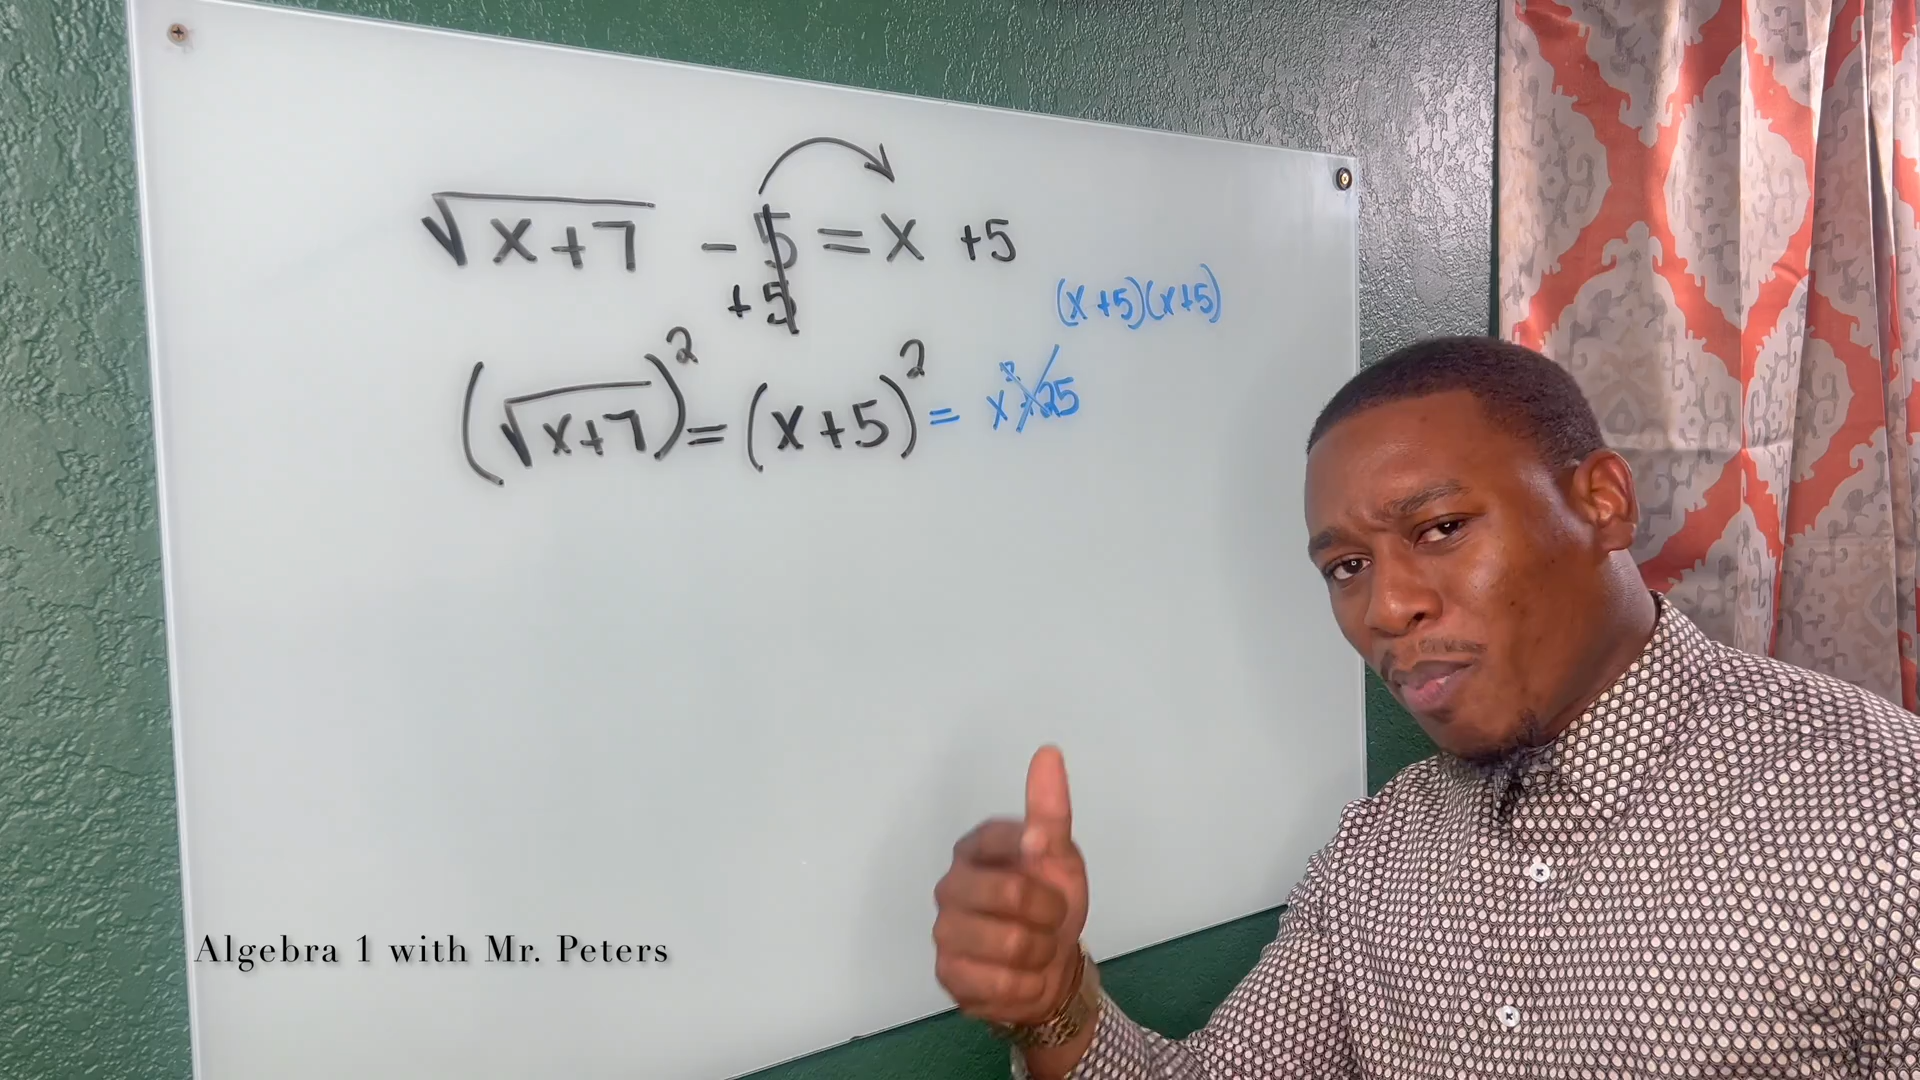 √x+7 - 5 = x +5
+5
(x+5)(x+5)
(√x+7)² = (x+5)² = x²+25
Algebra 1 with Mr. Peters